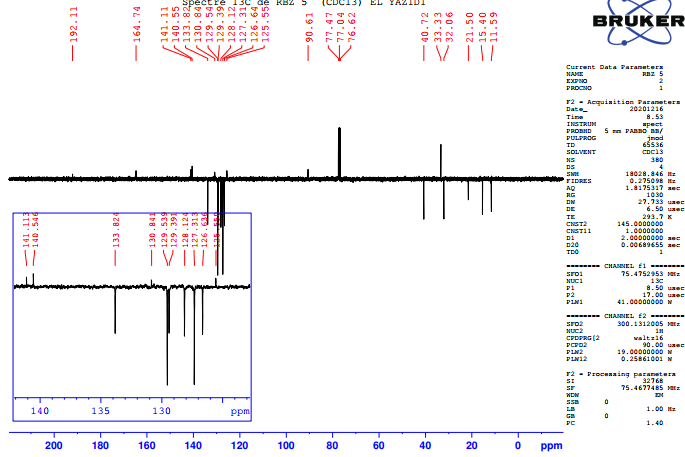 Spectre 13C de RBZ 5 (CDCl3) EL YAZIDI
192.11
164.74
141.11
140.55
133.82
130.84
129.54
129.39
128.12
127.31
126.64
125.55
90.61
77.47
77.04
76.62
40.72
33.33
32.06
21.50
15.40
11.59
BRUKER
Current Data Parameters
NAME RBZ 5
EXPNO 2
PROCNO 1
F2 - Acquisition Parameters
Date_ 20201216
Time 8.53
INSTRUM spect
PROBHD 5 mm PABBO BB/
PULPROG jmod
TD 65536
SOLVENT CDCl3
NS 380
DS 4
SWH 18028.846 Hz
FIDRES 0.275098 Hz
AQ 1.8175317 sec
RG 1030
DW 27.733 usec
DE 6.50 usec
TE 293.7 K
CNST2 145.0000000
CNST11 1.0000000
D1 2.00000000 sec
D20 0.00689655 sec
TD0 1
======== CHANNEL f1 ========
SFO1 75.4752953 MHz
NUC1 13C
P1 8.50 usec
P2 17.00 usec
PLW1 41.00000000 W
======== CHANNEL f2 ========
SFO2 300.1312005 MHz
NUC2 1H
CPDPRG[2 waltz16
PCPD2 90.00 usec
PLW2 19.00000000 W
PLW12 0.25861001 W
F2 - Processing parameters
SI 32768
SF 75.4677485 MHz
WDW EM
SSB 0
LB 1.00 Hz
GB 0
PC 1.40
141.113
140.546
133.824
130.841
129.539
129.391
128.124
127.313
126.636
140 135 130 ppm
200 180 160 140 120 100 80 60 40 20 0 ppm